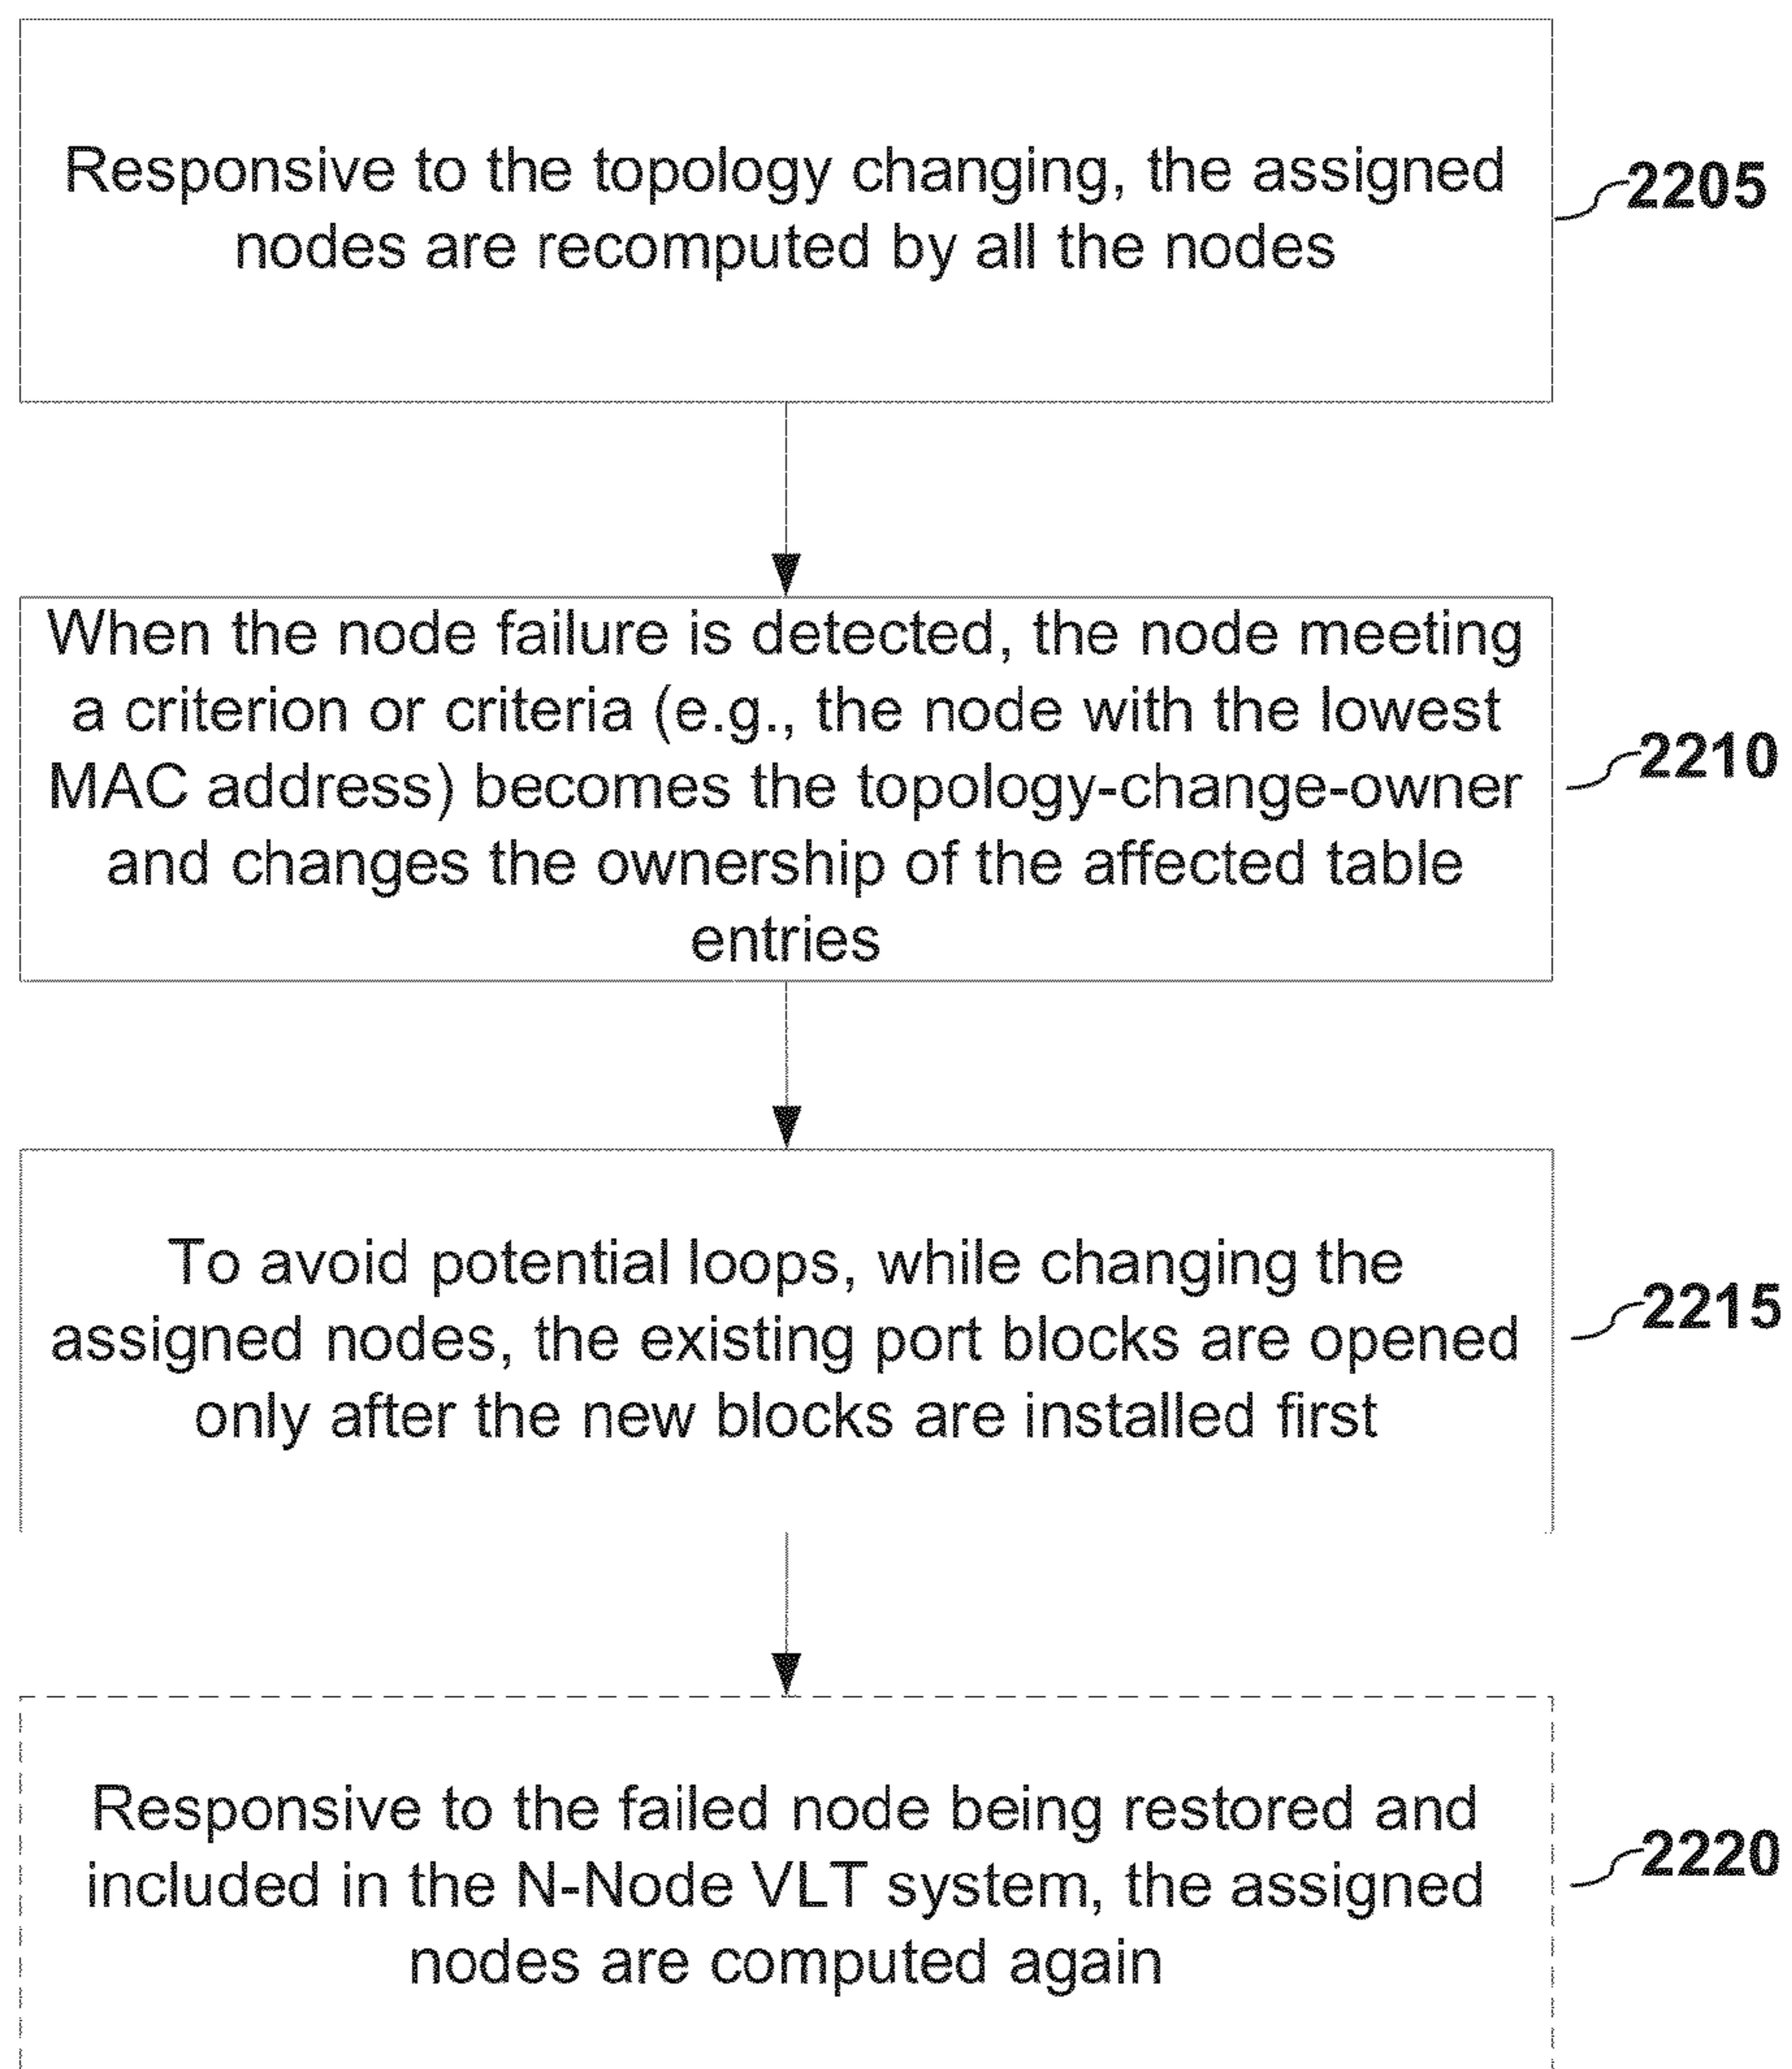 Responsive to the topology changing, the assigned
nodes are recomputed by all the nodes
2205
When the node failure is detected, the node meeting
a criterion or criteria (e.g., the node with the lowest
MAC address) becomes the topology-change-owner
and changes the ownership of the affected table
entries
2210
To avoid potential loops, while changing the
assigned nodes, the existing port blocks are opened
only after the new blocks are installed first
2215
Responsive to the failed node being restored and
included in the N-Node VLT system, the assigned
nodes are computed again
2220